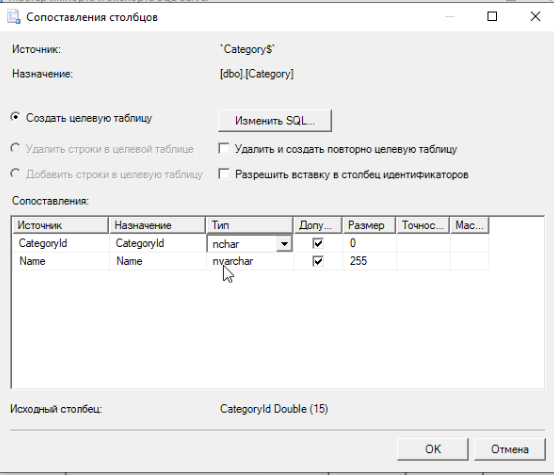 Сопоставления столбцов
Источник: `Category$`
Назначение: [dbo].[Category]
Создать целевую таблицу Изменить SQL...
Удалить строки в целевой таблице Удалить и создать повторно целевую таблицу
Добавить строки в целевую таблицу Разрешить вставку в столбец идентификаторов
Сопоставления:
Источник Назначение Тип Допу... Размер Точнос... Мас...
CategoryId CategoryId nchar 0
Name Name nvarchar 255
Исходный столбец: CategoryId Double (15)
OK Отмена